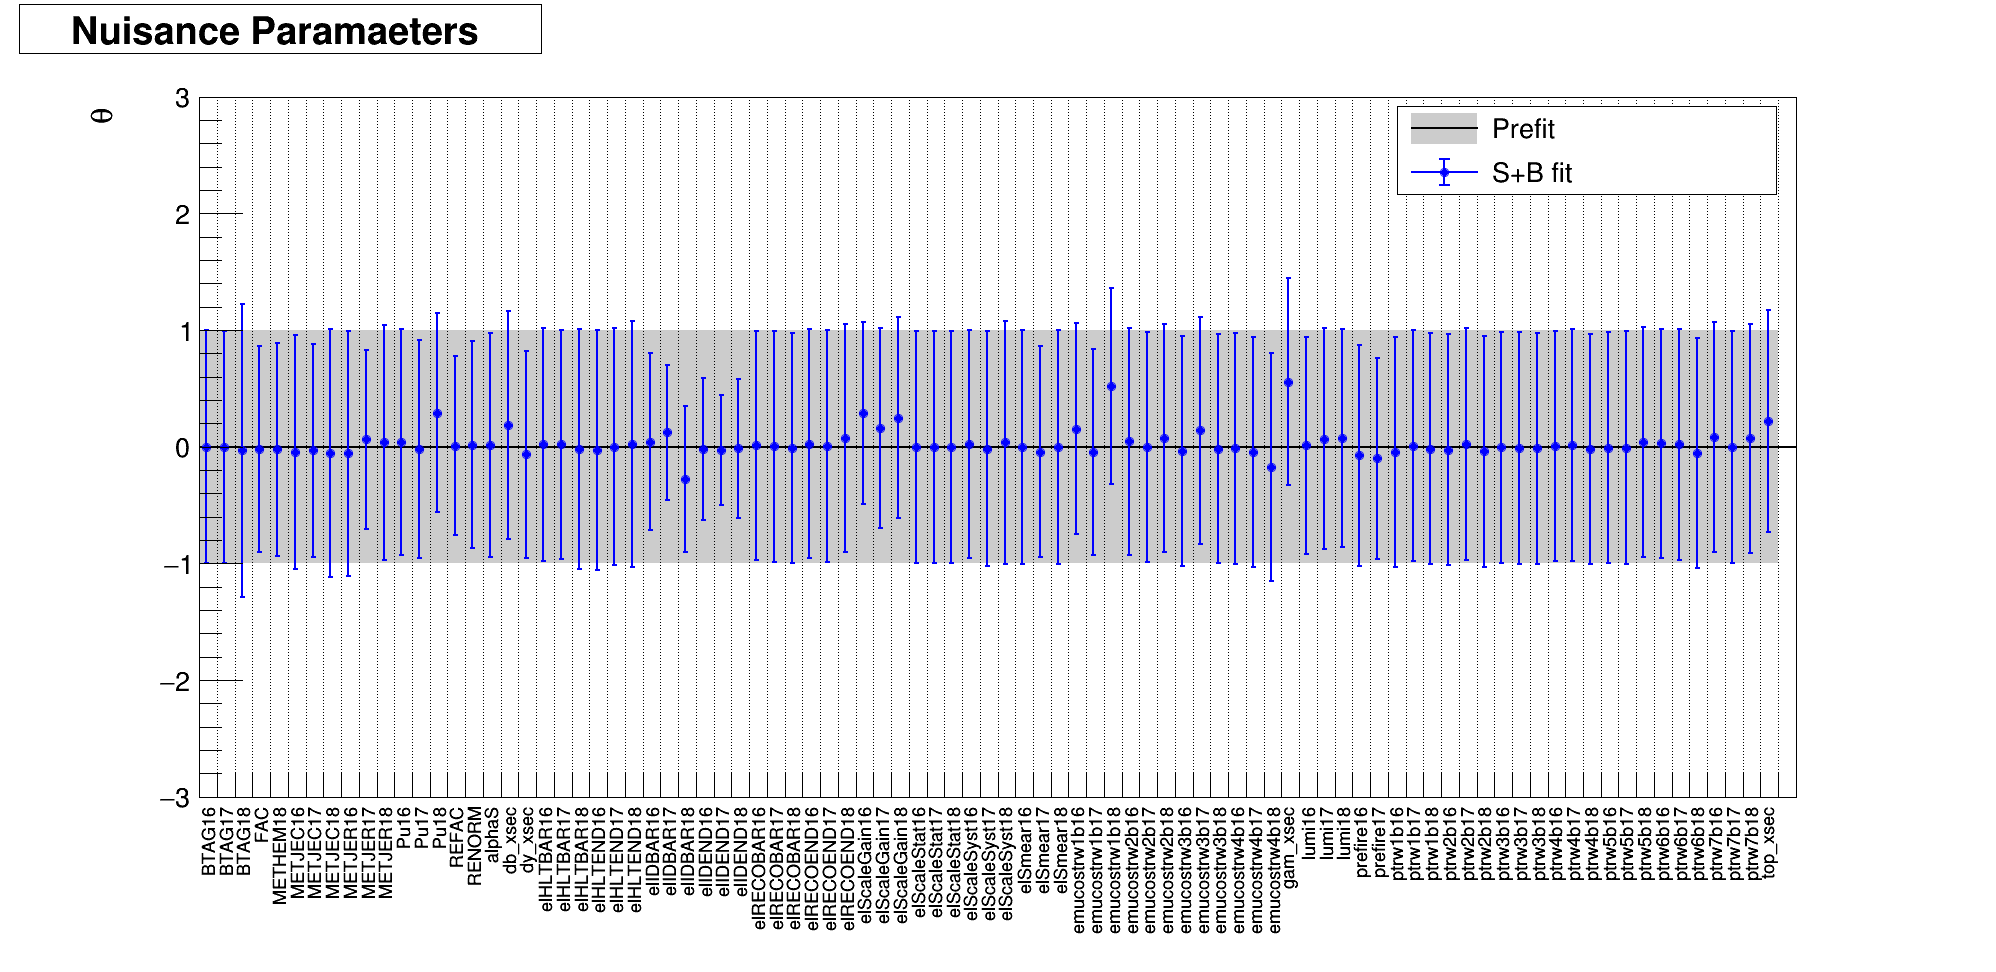 Nuisance Paramaeters
θ
3
2
1
0
−1
−2
−3
Prefit
S+B fit
BTAG16
BTAG17
BTAG18
FAC
METHEM18
METJEC16
METJEC17
METJEC18
METJER16
METJER17
METJER18
Pu16
Pu17
Pu18
REFAC
RENORM
alphaS
db_xsec
dy_xsec
elHLTBAR16
elHLTBAR17
elHLTBAR18
elHLTEND16
elHLTEND17
elHLTEND18
elIDBAR16
elIDBAR17
elIDBAR18
elIDEND16
elIDEND17
elIDEND18
elRECOBAR16
elRECOBAR17
elRECOBAR18
elRECOEND16
elRECOEND17
elRECOEND18
elScaleGain16
elScaleGain17
elScaleGain18
elScaleStat16
elScaleStat17
elScaleStat18
elScaleSyst16
elScaleSyst17
elScaleSyst18
elSmear16
elSmear17
elSmear18
emucostrw1b16
emucostrw1b17
emucostrw1b18
emucostrw2b16
emucostrw2b17
emucostrw2b18
emucostrw3b16
emucostrw3b17
emucostrw3b18
emucostrw4b16
emucostrw4b17
emucostrw4b18
gam_xsec
lumi16
lumi17
lumi18
prefire16
prefire17
ptrw1b16
ptrw1b17
ptrw1b18
ptrw2b16
ptrw2b17
ptrw2b18
ptrw3b16
ptrw3b17
ptrw3b18
ptrw4b16
ptrw4b17
ptrw4b18
ptrw5b16
ptrw5b17
ptrw5b18
ptrw6b16
ptrw6b17
ptrw6b18
ptrw7b16
ptrw7b17
ptrw7b18
top_xsec